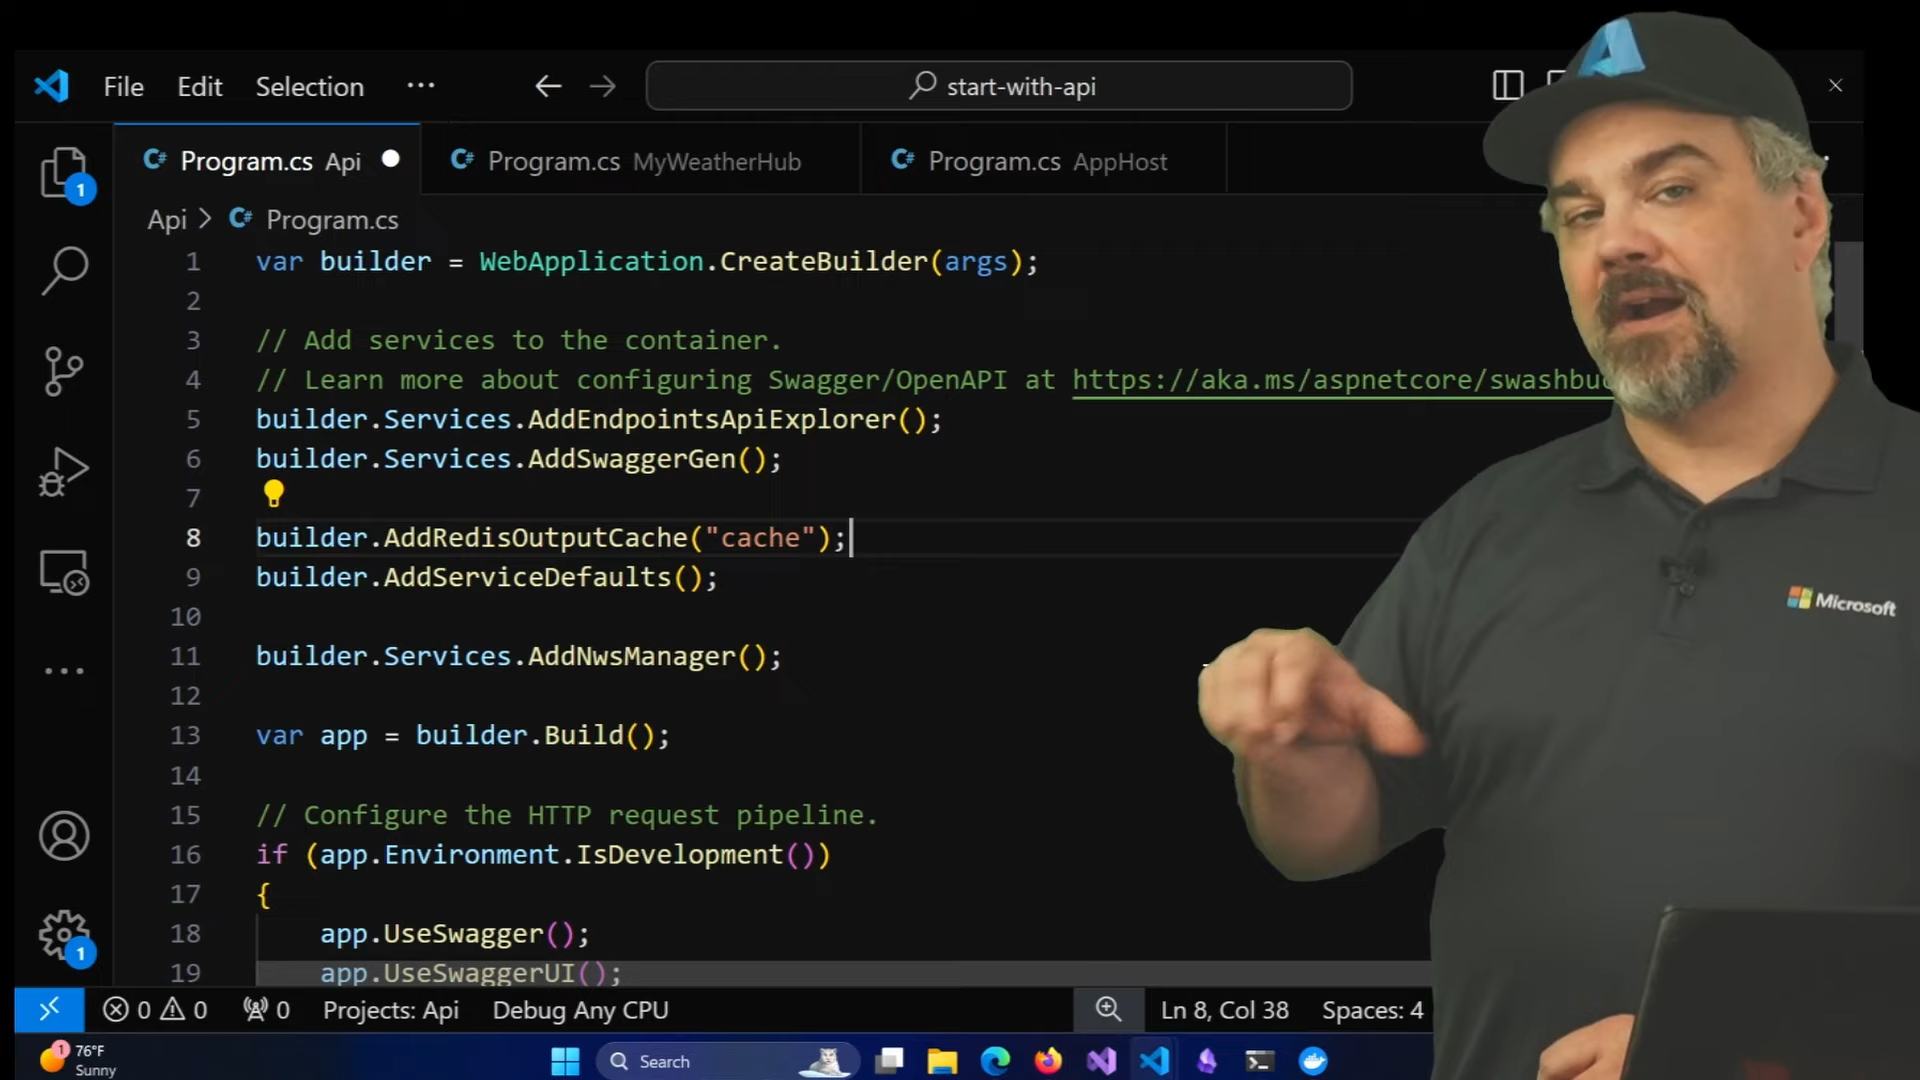 File Edit Selection ··· start-with-api
Program.cs Api Program.cs MyWeatherHub Program.cs AppHost
Api > Program.cs
1 var builder = WebApplication.CreateBuilder(args);
2
3 // Add services to the container.
4 // Learn more about configuring Swagger/OpenAPI at https://aka.ms/aspnetcore/
5 builder.Services.AddEndpointsApiExplorer();
6 builder.Services.AddSwaggerGen();
7
8 builder.AddRedisOutputCache("cache");
9 builder.AddServiceDefaults();
10
11 builder.Services.AddNwsManager();
12
13 var app = builder.Build();
14
15 // Configure the HTTP request pipeline.
16 if (app.Environment.IsDevelopment())
17 {
18 app.UseSwagger();
19 app.UseSwaggerUI();
1
1
Microsoft
0 0 0 Projects: Api Debug Any CPU Ln 8, Col 38 Spaces: 4
1 76°F
Sunny
Search